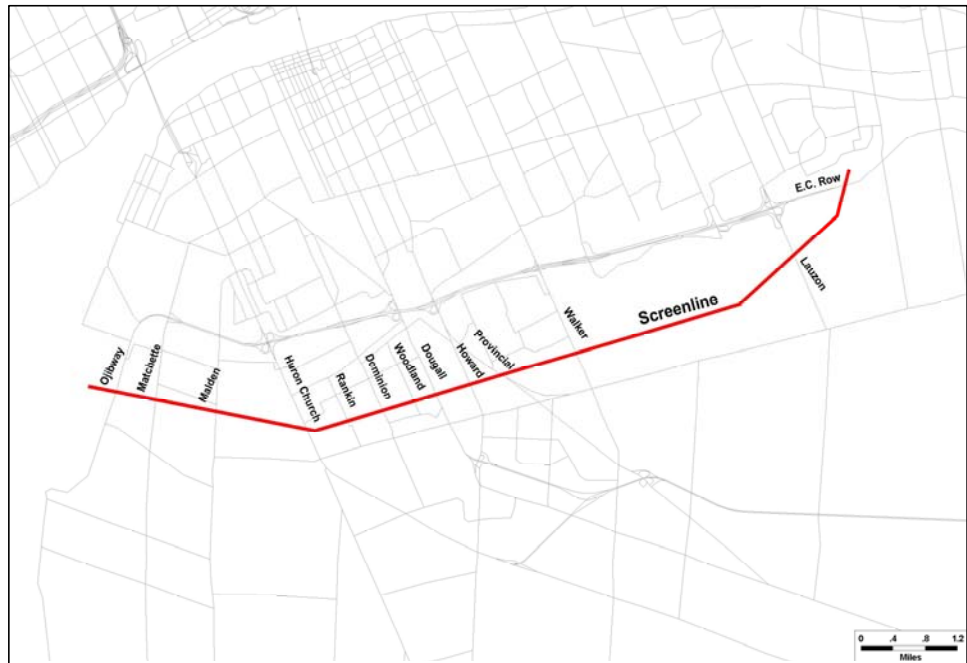 E.C. Row
Lauzon
Screenline
Walker
Provincial
Howard
Dougall
Woodland
Dominion
Rankin
Huron Church
Malden
Matchette
Ojibway
0 .4 .8 1.2
Miles